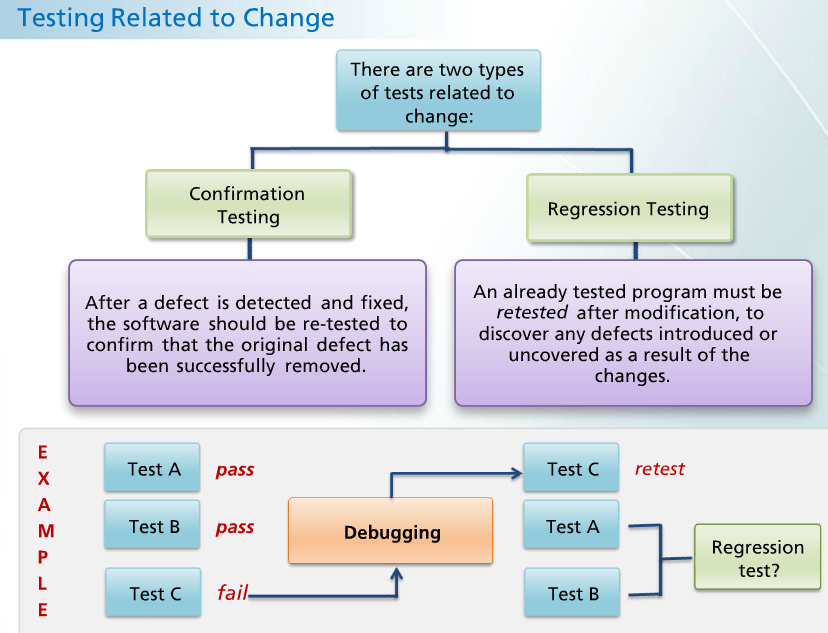 Testing Related to Change
There are two types
of tests related to
change:
Confirmation
Testing
Regression Testing
After a defect is detected and fixed,
the software should be re-tested to
confirm that the original defect has
been successfully removed.
An already tested program must be
retested after modification, to
discover any defects introduced or
uncovered as a result of the
changes.
E
X
A
M
P
L
E
Test A pass
Test B pass
Test C fail
Debugging
Test C retest
Test A
Test B
Regression
test?